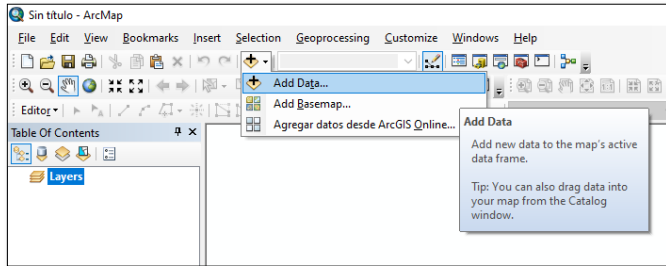 Sin título - ArcMap
File Edit View Bookmarks Insert Selection Geoprocessing Customize Windows Help
Editor
Add Data...
Add Basemap...
Agregar datos desde ArcGIS Online...
Table Of Contents
Layers
Add Data
Add new data to the map's active
data frame.
Tip: You can also drag data into
your map from the Catalog
window.